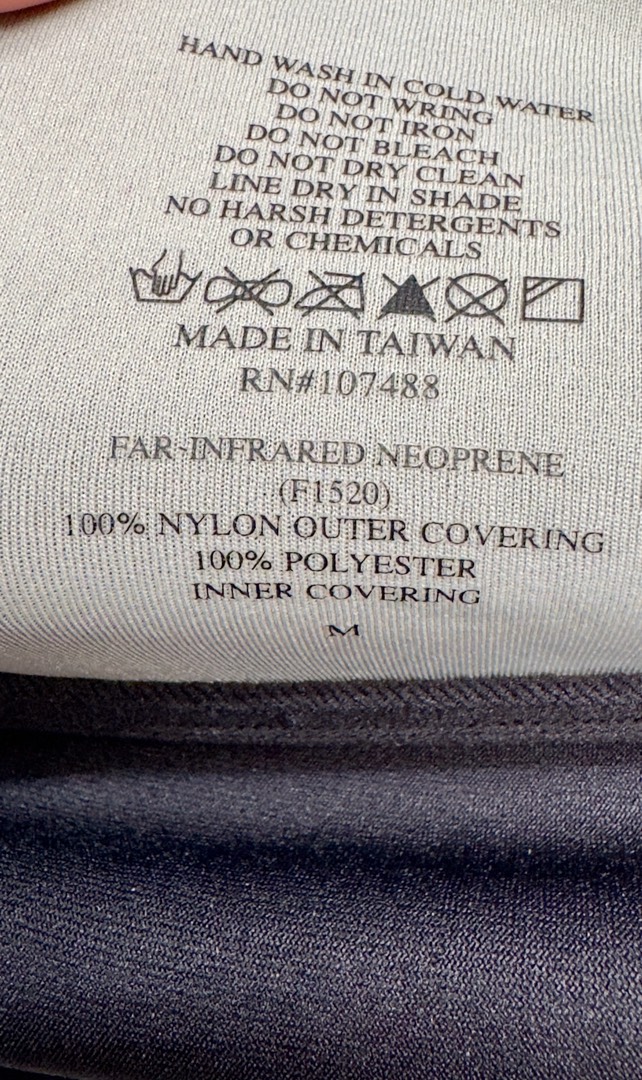 HAND WASH IN COLD WATER
DO NOT WRING
DO NOT IRON
DO NOT BLEACH
DO NOT DRY CLEAN
LINE DRY IN SHADE
NO HARSH DETERGENTS
OR CHEMICALS
MADE IN TAIWAN
RN#107488
FAR-INFRARED NEOPRENE
(F1520)
100% NYLON OUTER COVERING
100% POLYESTER
INNER COVERING
M